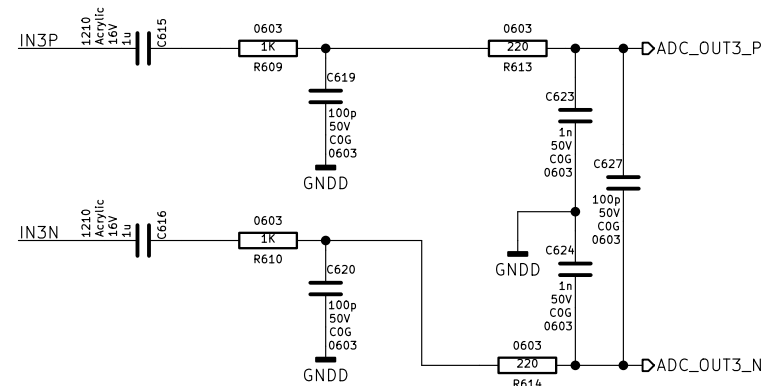 IN3P
1210
Acrylic
16V
1u
C615
0603
1K
R609
C619
100p
50V
C0G
0603
GNDD
0603
220
R613
ADC_OUT3_P
C623
1n
50V
C0G
0603
C627
100p
50V
C0G
0603
IN3N
1210
Acrylic
16V
1u
C616
0603
1K
R610
C620
100p
50V
C0G
0603
GNDD
GNDD
C624
1n
50V
C0G
0603
0603
220
R614
ADC_OUT3_N